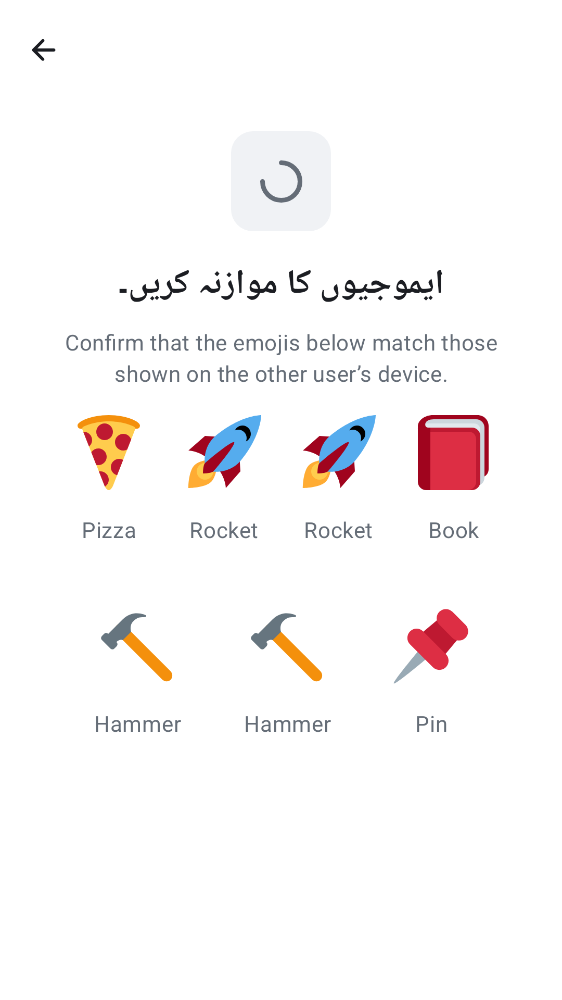 ایموجیوں کا موازنہ کریں۔
Confirm that the emojis below match those
shown on the other user’s device.
Pizza Rocket Rocket Book
Hammer Hammer Pin